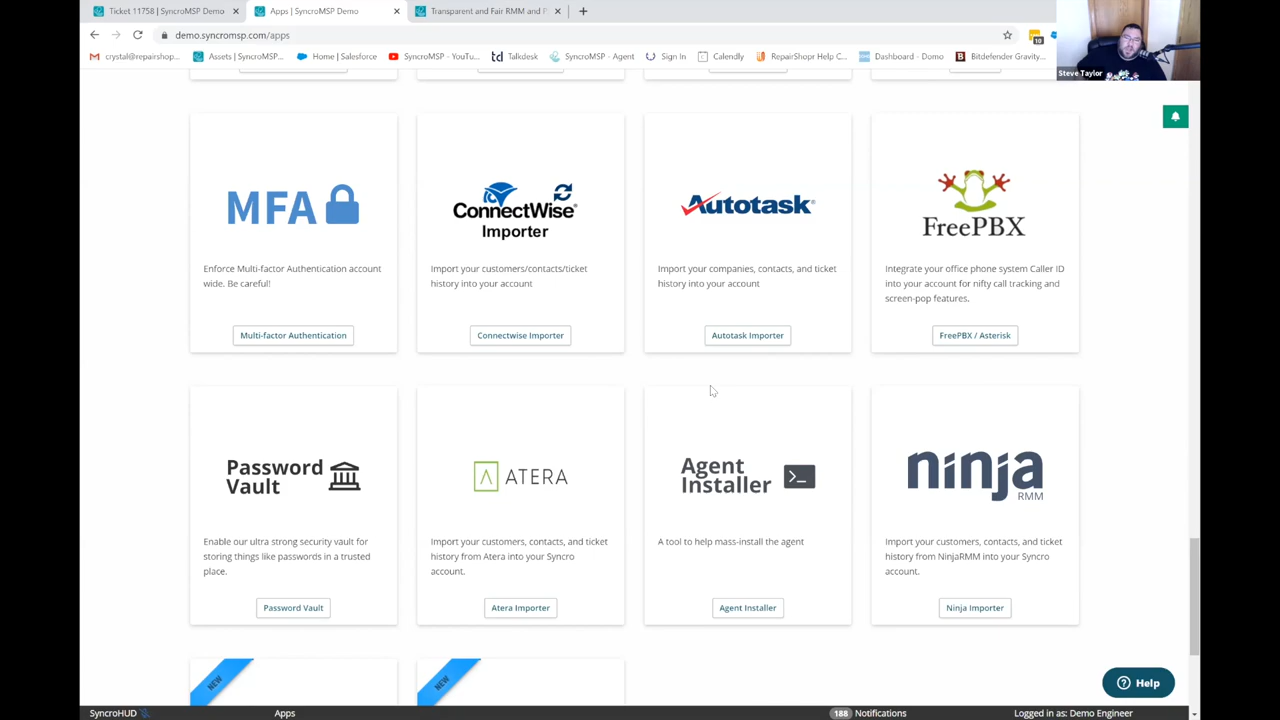 Ticket 11758 | SyncroMSP Demo
Apps | SyncroMSP Demo
Transparent and Fair RMM and P
demo.syncromsp.com/apps
10
crystal@repairshop...
Assets | SyncroMSP...
Home | Salesforce
SyncroMSP - YouTu...
td Talkdesk
SyncroMSP - Agent
Sign In
Calendly
RepairShopr Help C...
Dashboard - Domo
B Bitdefender Gravity...
Steve Taylor
MFA
ConnectWise
Importer
Autotask
FreePBX
Enforce Multi-factor Authentication account
wide. Be careful!
Import your customers/contacts/ticket
history into your account
Import your companies, contacts, and ticket
history into your account
Integrate your office phone system Caller ID
into your account for nifty call tracking and
screen-pop features.
Multi-factor Authentication
Connectwise Importer
Autotask Importer
FreePBX / Asterisk
Password
Vault
ATERA
Agent
Installer
ninja
RMM
Enable our ultra strong security vault for
storing things like passwords in a trusted
place.
Import your customers, contacts, and ticket
history from Atera into your Syncro
account.
A tool to help mass-install the agent
Import your customers, contacts, and ticket
history from NinjaRMM into your Syncro
account.
Password Vault
Atera Importer
Agent Installer
Ninja Importer
NEW
NEW
Help
SyncroHUD
Apps
188 Notifications
Logged in as: Demo Engineer